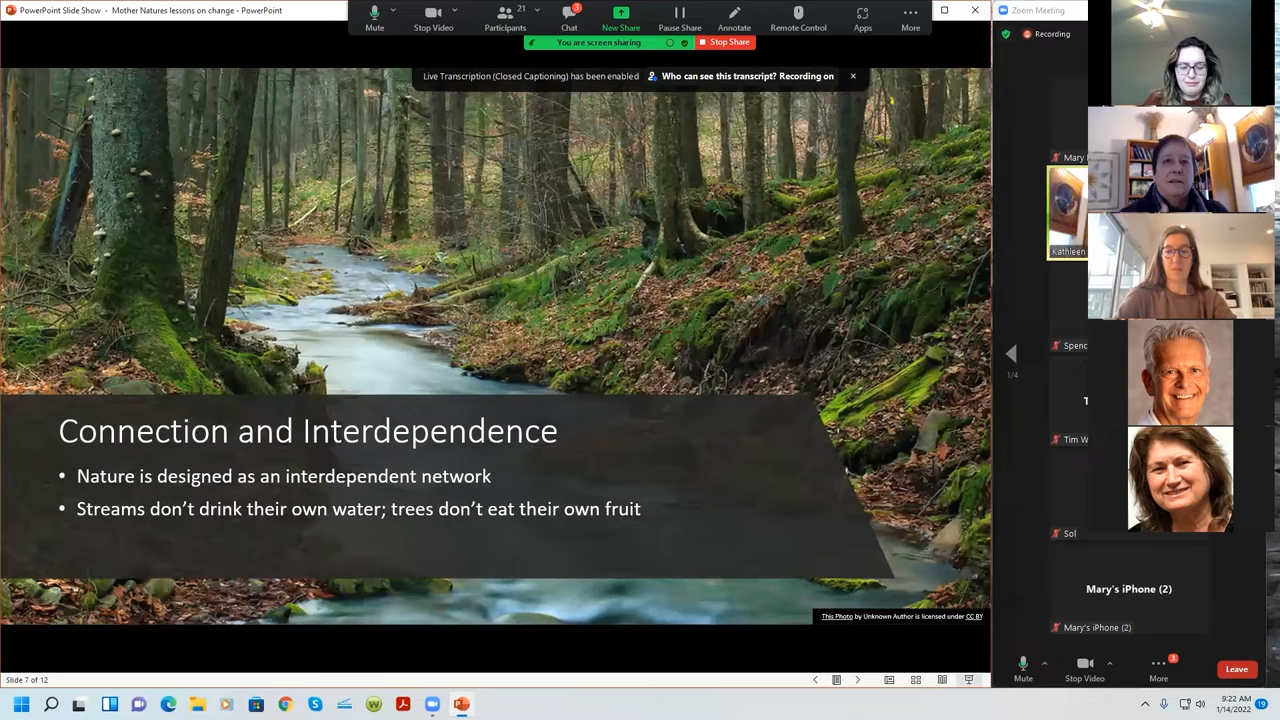 PowerPoint Slide Show - Mother Natures lessons on change - PowerPoint
Mute
Stop Video
Participants
21
Chat
3
New Share
Pause Share
Annotate
Remote Control
Apps
More
You are screen sharing
Stop Share
Live Transcription (Closed Captioning) has been enabled
Who can see this transcript? Recording on
Connection and Interdependence
• Nature is designed as an interdependent network
• Streams don't drink their own water; trees don't eat their own fruit
This Photo by Unknown Author is licensed under CC BY
Slide 7 of 12
Zoom Meeting
Recording
Mary
Kathleen
Spenc
1/4
T
Tim W
Sol
Mary's iPhone (2)
Mary's iPhone (2)
Mute
Stop Video
More
3
Leave
9:22 AM
1/14/2022
19